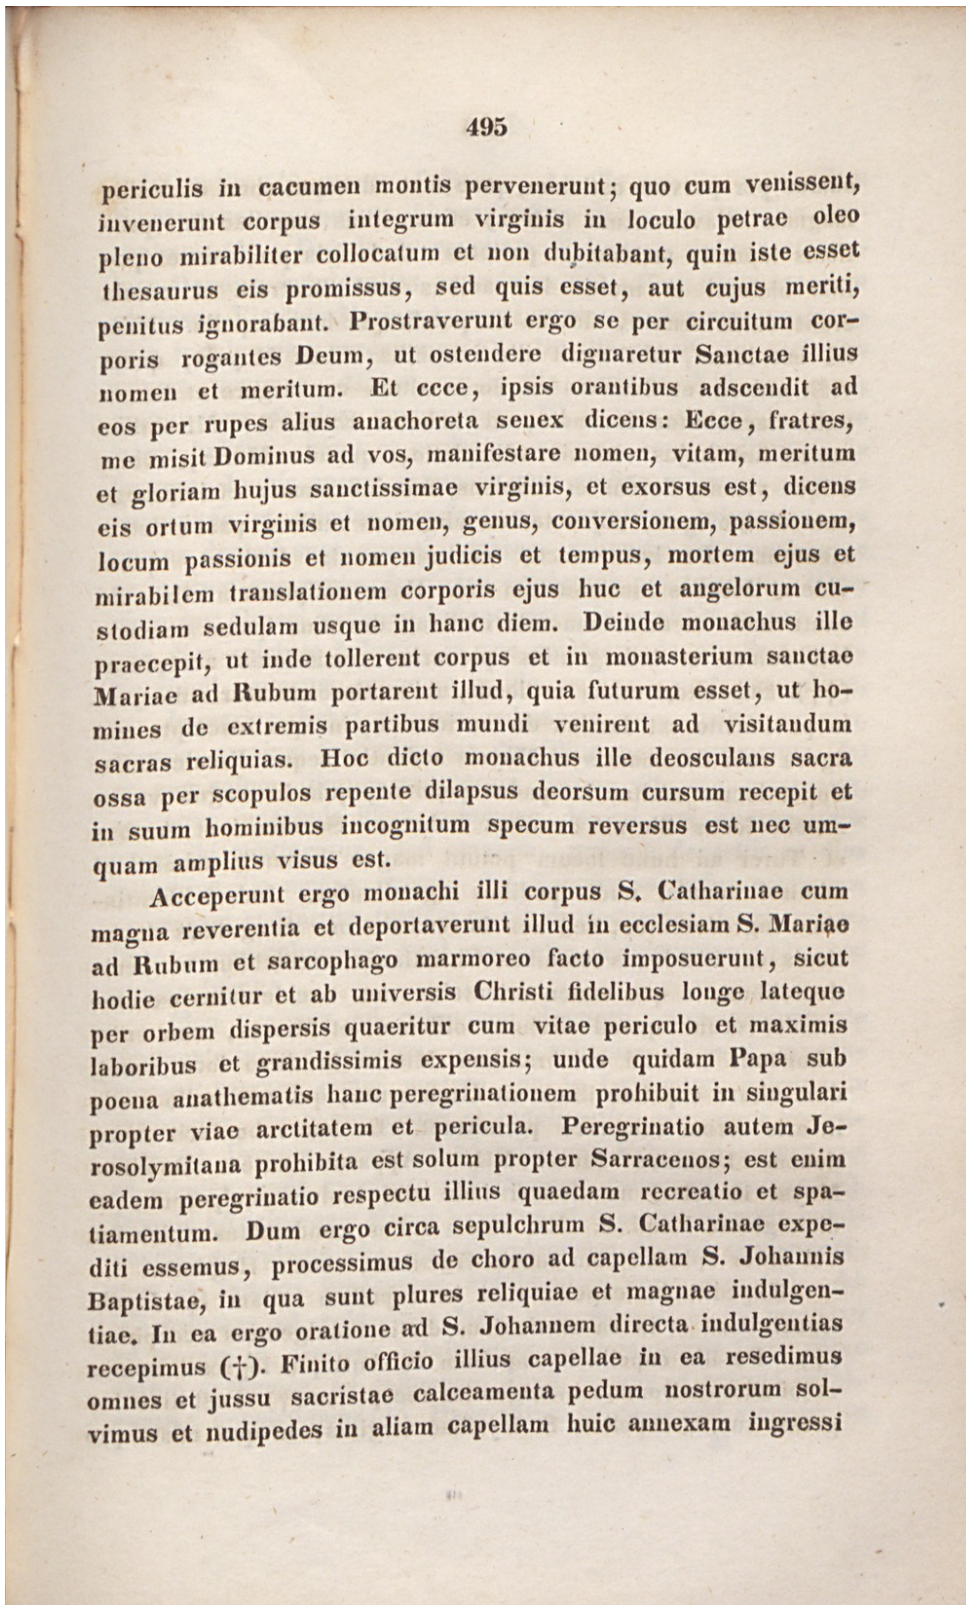 495
periculis in cacumen montis pervenerunt; quo cum venissent,
invenerunt corpus integrum virginis in loculo petrae oleo
pleno mirabiliter collocatum et non dubitabant, quin iste esset
thesaurus eis promissus, sed quis esset, aut cujus meriti,
penitus ignorabant. Prostraverunt ergo se per circuitum cor-
poris rogantes Deum, ut ostendere dignaretur Sanctae illius
nomen et meritum. Et ecce, ipsis orantibus adscendit ad
eos per rupes alius anachoreta senex dicens: Ecce, fratres,
me misit Dominus ad vos, manifestare nomen, vitam, meritum
et gloriam hujus sanctissimae virginis, et exorsus est, dicens
eis ortum virginis et nomen, genus, conversionem, passionem,
locum passionis et nomen judicis et tempus, mortem ejus et
mirabilem translationem corporis ejus huc et angelorum cu-
stodiam sedulam usque in hanc diem. Deinde monachus ille
praecepit, ut inde tollerent corpus et in monasterium sanctae
Mariae ad Rubum portarent illud, quia futurum esset, ut ho-
mines de extremis partibus mundi venirent ad visitandum
sacras reliquias. Hoc dicto monachus ille deosculans sacra
ossa per scopulos repente dilapsus deorsum cursum recepit et
in suum hominibus incognitum specum reversus est nec um-
quam amplius visus est.
Acceperunt ergo monachi illi corpus S. Catharinae cum
magna reverentia et deportaverunt illud in ecclesiam S. Mariae
ad Rubum et sarcophago marmoreo facto imposuerunt, sicut
hodie cernitur et ab universis Christi fidelibus longe lateque
per orbem dispersis quaeritur cum vitae periculo et maximis
laboribus et grandissimis expensis; unde quidam Papa sub
poena anathematis hanc peregrinationem prohibuit in singulari
propter viae arctitatem et pericula. Peregrinatio autem Je-
rosolymitana prohibita est solum propter Sarracenos; est enim
eadem peregrinatio respectu illius quaedam recreatio et spa-
tiamentum. Dum ergo circa sepulchrum S. Catharinae expe-
diti essemus, processimus de choro ad capellam S. Johannis
Baptistae, in qua sunt plures reliquiae et magnae indulgen-
tiae. In ea ergo oratione ad S. Johannem directa indulgentias
recepimus (†). Finito officio illius capellae in ea resedimus
omnes et jussu sacristae calceamenta pedum nostrorum sol-
vimus et nudipedes in aliam capellam huic annexam ingressi